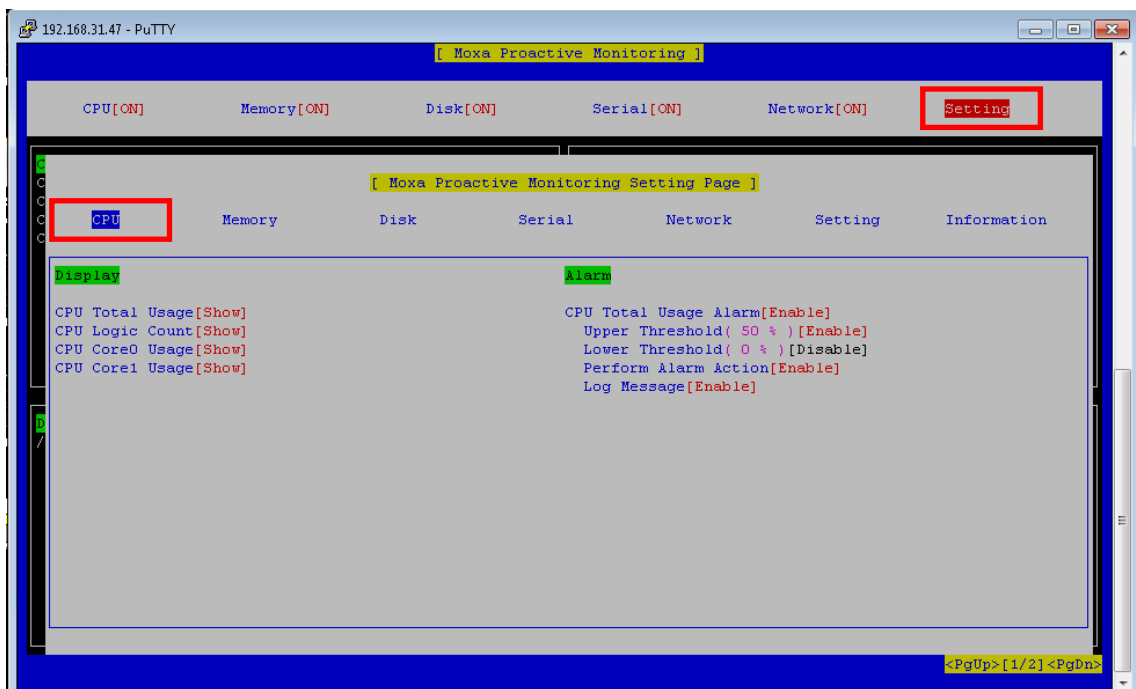 192.168.31.47 - PuTTY
[ Moxa Proactive Monitoring ]
CPU[ON] Memory[ON] Disk[ON] Serial[ON] Network[ON] Setting
[ Moxa Proactive Monitoring Setting Page ]
CPU Memory Disk Serial Network Setting Information
Display Alarm
CPU Total Usage[Show] CPU Total Usage Alarm[Enable]
CPU Logic Count[Show] Upper Threshold( 50 % )[Enable]
CPU Core0 Usage[Show] Lower Threshold( 0 % )[Disable]
CPU Core1 Usage[Show] Perform Alarm Action[Enable]
Log Message[Enable]
<PgUp>[1/2]<PgDn>